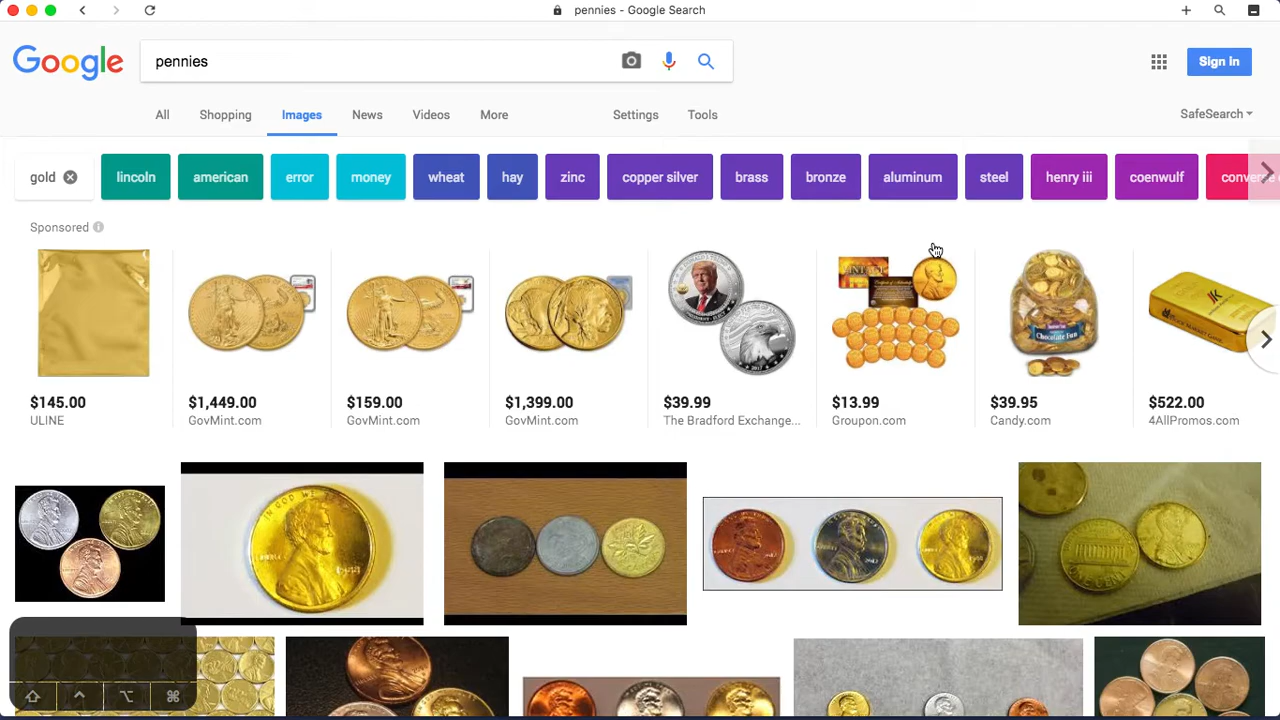 pennies - Google Search
Google
pennies
Sign in
All Shopping Images News Videos More Settings Tools
SafeSearch
gold lincoln american error money wheat hay zinc copper silver brass bronze aluminum steel henry iii coenwulf
Sponsored
$145.00 $1,449.00 $159.00 $1,399.00 $39.99 $13.99 $39.95 $522.00
ULINE GovMint.com GovMint.com GovMint.com The Bradford Exchange... Groupon.com Candy.com 4AllPromos.com